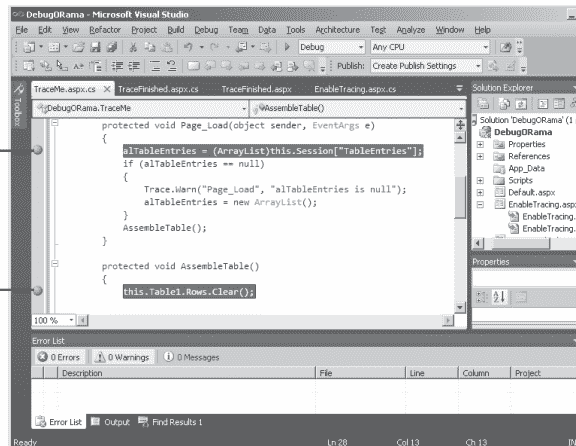 DebugORama - Microsoft Visual Studio
File Edit View Refactor Project Build Debug Team Data Tools Architecture Test Analyze Window Help
Debug Any CPU
Publish: Create Publish Settings
Toolbox
TraceMe.aspx.cs TraceFinished.aspx.cs TraceFinished.aspx EnableTracing.aspx.cs
DebugORama.TraceMe AssembleTable()
protected void Page_Load(object sender, EventArgs e)
{
alTableEntries = (ArrayList)this.Session["TableEntries"];
if (alTableEntries == null)
{
Trace.Warn("Page_Load", "alTableEntries is null");
alTableEntries = new ArrayList();
}
AssembleTable();
}
protected void AssembleTable()
{
this.Table1.Rows.Clear();
100 %
Solution Explorer
Solution 'DebugORama' (1
DebugORama
Properties
References
App_Data
Scripts
Default.aspx
EnableTracing.asp
EnableTracing.
EnableTracing.
Properties
Error List
0 Errors 0 Warnings 0 Messages
Description File Line Column Project
Error List Output Find Results 1
Ready Ln 28 Col 13 Ch 13 IN